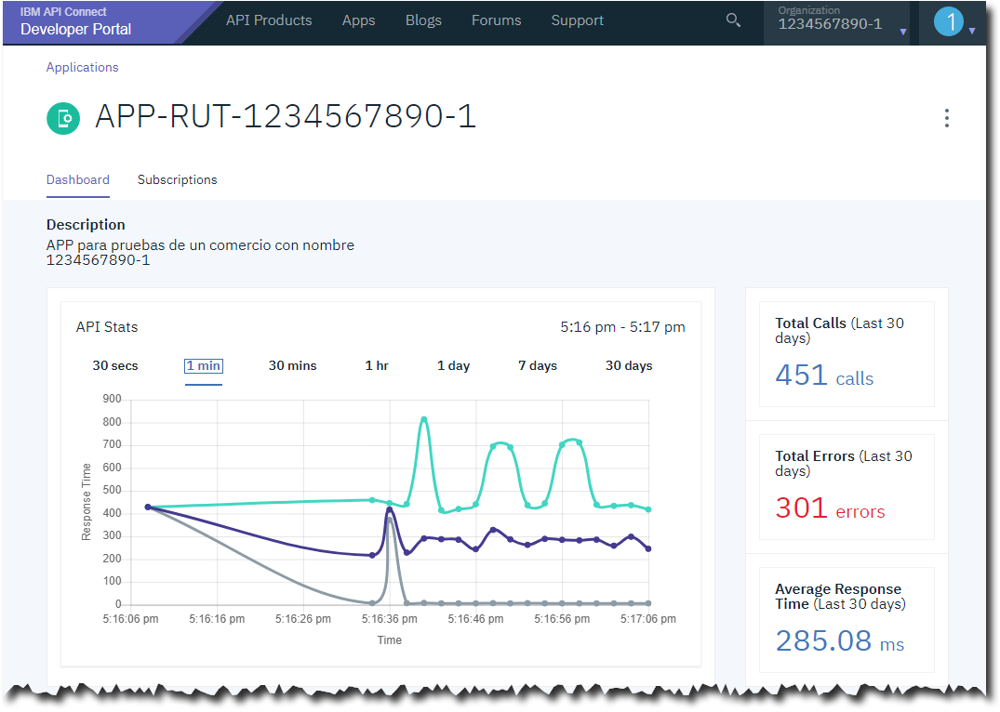 IBM API Connect
Developer Portal
API Products Apps Blogs Forums Support
Organization
1234567890-1
1
Applications
APP-RUT-1234567890-1
Dashboard Subscriptions
Description
APP para pruebas de un comercio con nombre
1234567890-1
API Stats 5:16 pm - 5:17 pm
30 secs 1 min 30 mins 1 hr 1 day 7 days 30 days
900
800
700
600
500
400
300
200
100
0
Response Time
5:16:06 pm 5:16:16 pm 5:16:26 pm 5:16:36 pm 5:16:46 pm 5:16:56 pm 5:17:06 pm
Time
Total Calls (Last 30
days)
451 calls
Total Errors (Last 30
days)
301 errors
Average Response
Time (Last 30 days)
285.08 ms